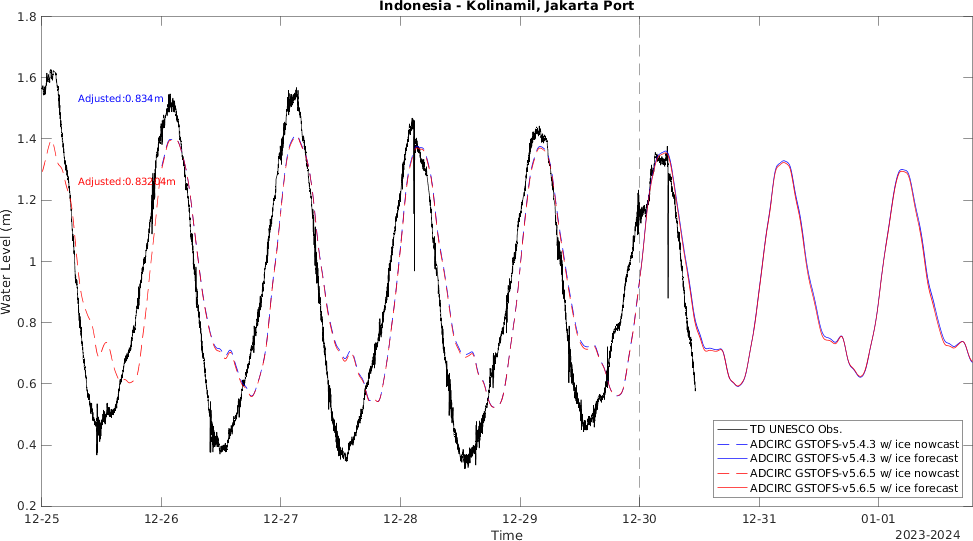 Indonesia - Kolinamil, Jakarta Port
1.8
1.6
1.4
1.2
1
0.8
0.6
0.4
0.2
Water Level (m)
Adjusted:0.834m
Adjusted:0.83204m
TD UNESCO Obs.
ADCIRC GSTOFS-v5.4.3 w/ ice nowcast
ADCIRC GSTOFS-v5.4.3 w/ ice forecast
ADCIRC GSTOFS-v5.6.5 w/ ice nowcast
ADCIRC GSTOFS-v5.6.5 w/ ice forecast
12-25 12-26 12-27 12-28 12-29 12-30 12-31 01-01
Time
2023-2024